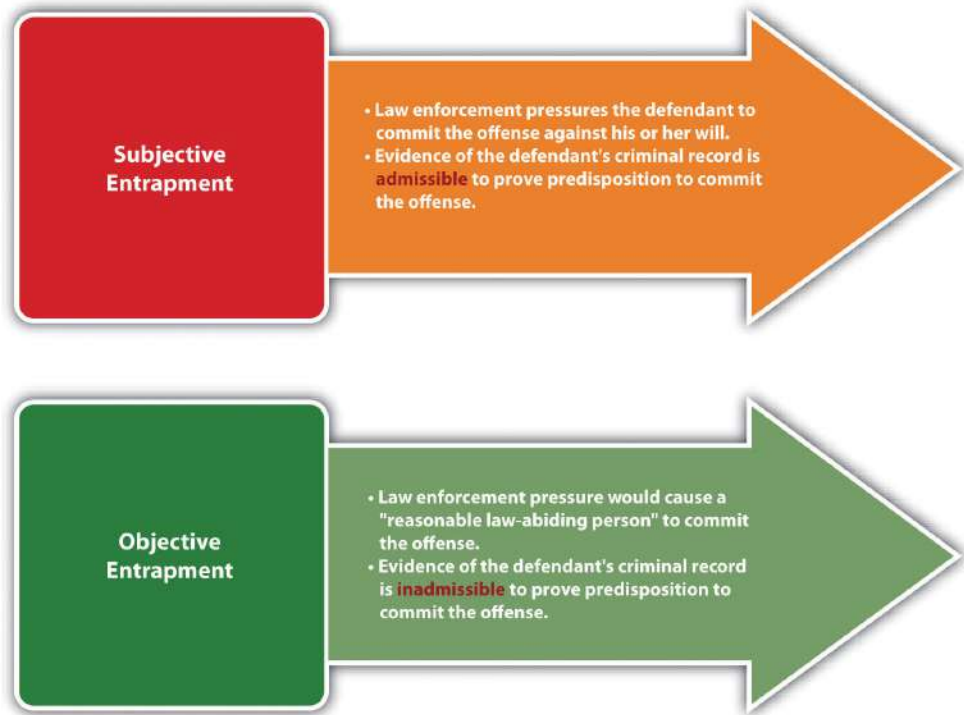 Subjective
Entrapment
• Law enforcement pressures the defendant to
commit the offense against his or her will.
• Evidence of the defendant's criminal record is
admissible to prove predisposition to commit
the offense.
Objective
Entrapment
• Law enforcement pressure would cause a
"reasonable law-abiding person" to commit
the offense.
• Evidence of the defendant's criminal record
is inadmissible to prove predisposition to
commit the offense.